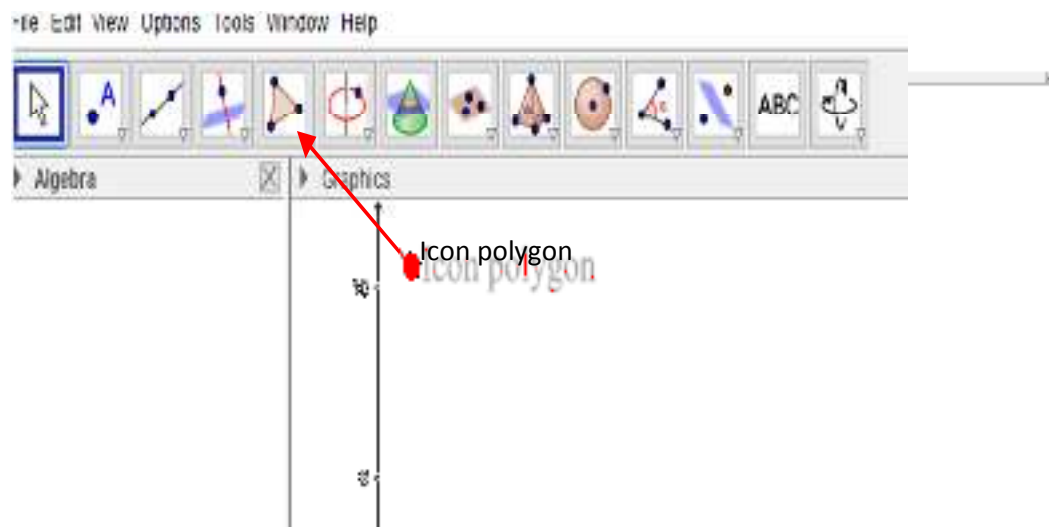 File Edit View Options Tools Window Help
A
ABC
Algebra
Graphics
Icon polygon
Icon polygon